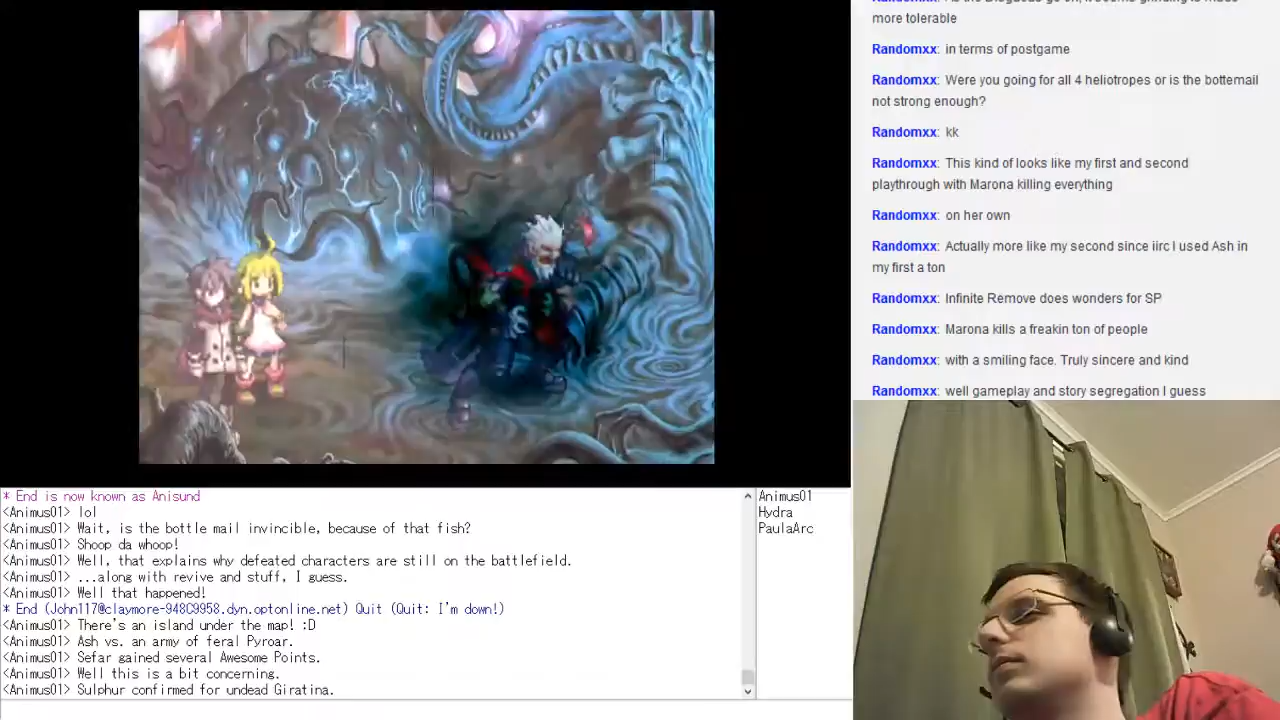 more tolerable
Randomxx: in terms of postgame
Randomxx: Were you going for all 4 heliotropes or is the bottemail
not strong enough?
Randomxx: kk
Randomxx: This kind of looks like my first and second
playthrough with Marona killing everything
Randomxx: on her own
Randomxx: Actually more like my second since iirc I used Ash in
my first a ton
Randomxx: Infinite Remove does wonders for SP
Randomxx: Marona kills a freakin ton of people
Randomxx: with a smiling face. Truly sincere and kind
Randomxx: well gameplay and story segregation I guess
* End is now known as Anisund
<Animus01> lol
<Animus01> Wait, is the bottle mail invincible, because of that fish?
<Animus01> Shoop da whoop!
<Animus01> Well, that explains why defeated characters are still on the battlefield.
<Animus01> ...along with revive and stuff, I guess.
<Animus01> Well that happened!
* End (John117@claymore-948C9958.dyn.optonline.net) Quit (Quit: I'm down!)
<Animus01> There's an island under the map! :D
<Animus01> Ash vs. an army of feral Pyroar.
<Animus01> Sefar gained several Awesome Points.
<Animus01> Well this is a bit concerning.
<Animus01> Sulphur confirmed for undead Giratina.
Animus01
Hydra
PaulaArc